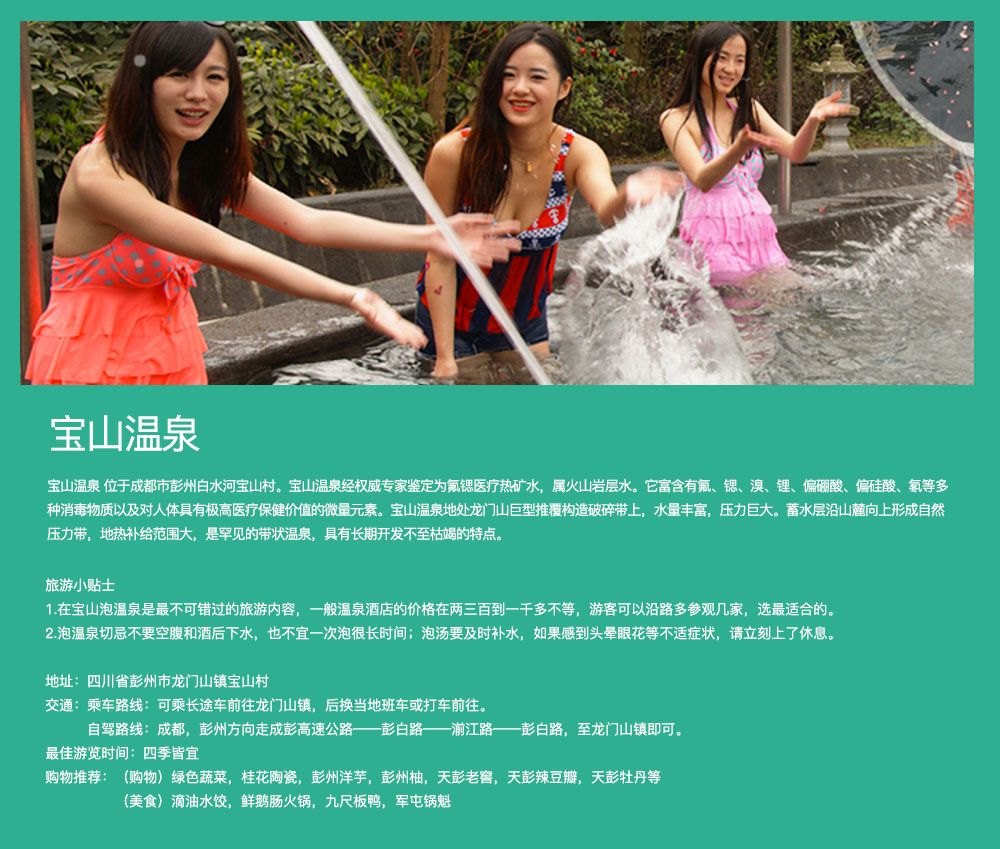 宝山温泉
宝山温泉 位于成都市彭州白水河宝山村。宝山温泉经权威专家鉴定为氟锶医疗热矿水，属火山岩层水。它富含有氟、锶、溴、锂、偏硼酸、偏硅酸、氡等多
种消毒物质以及对人体具有极高医疗保健价值的微量元素。宝山温泉地处龙门山巨型推覆构造破碎带上，水量丰富，压力巨大。蓄水层沿山麓向上形成自然
压力带，地热补给范围大，是罕见的带状温泉，具有长期开发不至枯竭的特点。
旅游小贴士
1.在宝山泡温泉是最不可错过的旅游内容，一般温泉酒店的价格在两三百到一千多不等，游客可以沿路多参观几家，选最适合的。
2.泡温泉切忌不要空腹和酒后下水，也不宜一次泡很长时间；泡汤要及时补水，如果感到头晕眼花等不适症状，请立刻上了休息。
地址：四川省彭州市龙门山镇宝山村
交通：乘车路线：可乘长途车前往龙门山镇，后换当地班车或打车前往。
自驾路线：成都，彭州方向走成彭高速公路——彭白路——湔江路——彭白路，至龙门山镇即可。
最佳游览时间：四季皆宜
购物推荐：（购物）绿色蔬菜，桂花陶瓷，彭州洋芋，彭州柚，天彭老窖，天彭辣豆瓣，天彭牡丹等
（美食）滴油水饺，鲜鹅肠火锅，九尺板鸭，军屯锅魁